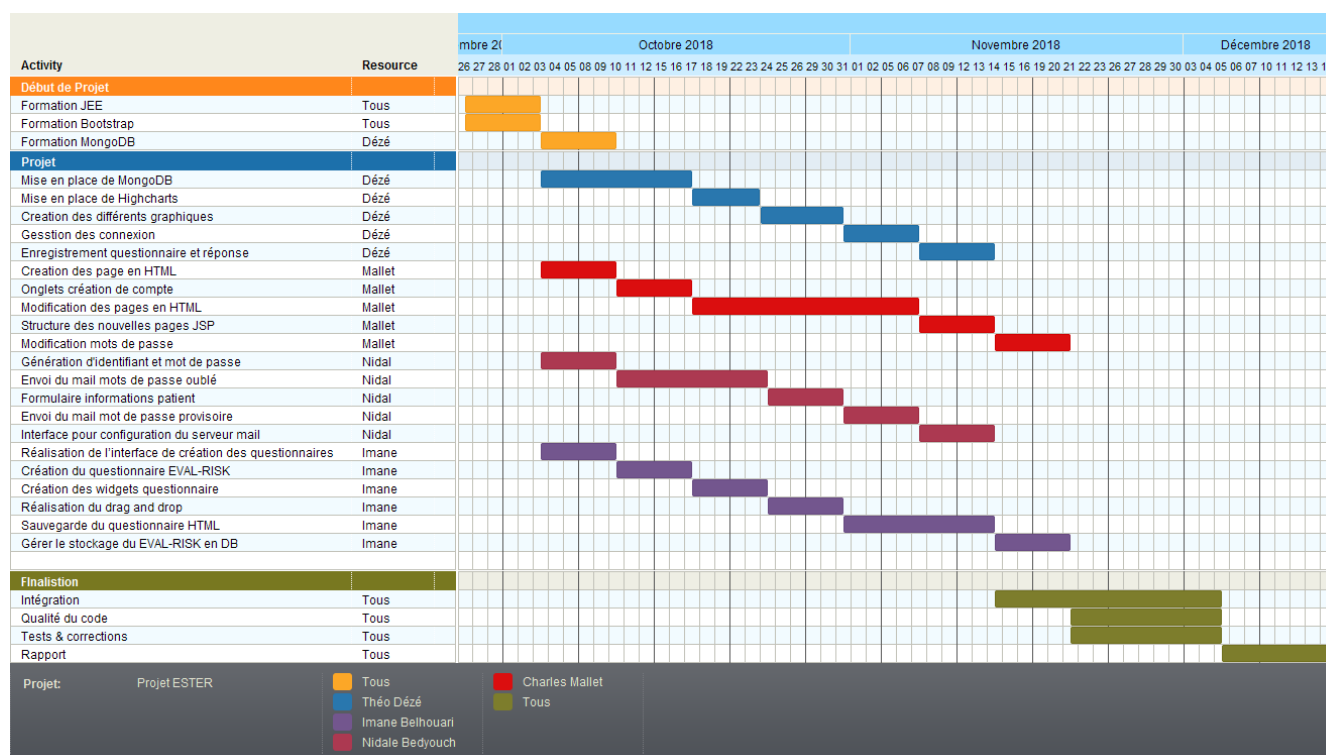 embre 20 Octobre 2018 Novembre 2018 Décembre 2018
Activity Resource 26 27 28 01 02 03 04 05 08 09 10 11 12 15 16 17 18 19 22 23 24 25 26 29 30 31 01 02 05 06 07 08 09 12 13 14 15 16 19 20 21 22 23 26 27 28 29 30 03 04 05 06 07 10 11 12 13 1
Début de Projet
Formation JEE Tous
Formation Bootstrap Tous
Formation MongoDB Dézé
Projet
Mise en place de MongoDB Dézé
Mise en place de Highcharts Dézé
Creation des différents graphiques Dézé
Gesstion des connexion Dézé
Enregistrement questionnaire et réponse Dézé
Creation des page en HTML Mallet
Onglets création de compte Mallet
Modification des pages en HTML Mallet
Structure des nouvelles pages JSP Mallet
Modification mots de passe Mallet
Génération d'identifiant et mot de passe Nidal
Envoi du mail mots de passe oublé Nidal
Formulaire informations patient Nidal
Envoi du mail mot de passe provisoire Nidal
Interface pour configuration du serveur mail Nidal
Réalisation de l'interface de création des questionnaires Imane
Création du questionnaire EVAL-RISK Imane
Création des widgets questionnaire Imane
Réalisation du drag and drop Imane
Sauvegarde du questionnaire HTML Imane
Gérer le stockage du EVAL-RISK en DB Imane
FInalistion
Intégration Tous
Qualité du code Tous
Tests & corrections Tous
Rapport Tous
Projet: Projet ESTER Tous Charles Mallet
Théo Dézé Tous
Imane Belhouari
Nidale Bedyouch